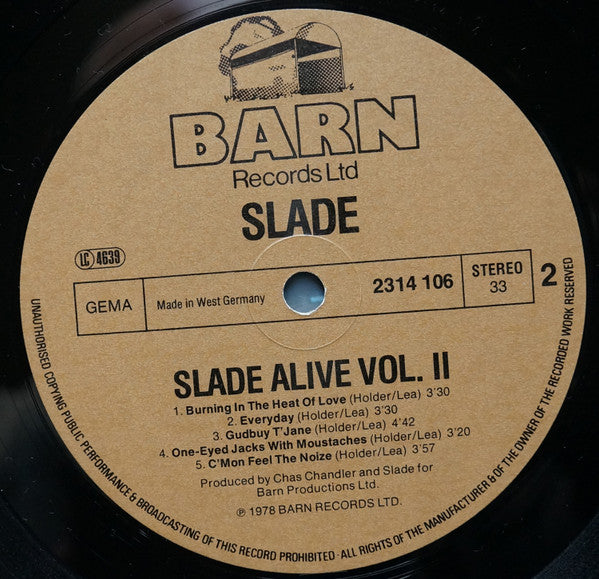 BARN
Records Ltd
SLADE
LC 4639
GEMA
Made in West Germany
2314 106
STEREO
33
2
SLADE ALIVE VOL. II
1. Burning In The Heat Of Love (Holder/Lea) 3'30
2. Everyday (Holder/Lea) 3'30
3. Gudbuy T'Jane (Holder/Lea) 4'42
4. One-Eyed Jacks With Moustaches (Holder/Lea) 3'20
5. C'Mon Feel The Noize (Holder/Lea) 3'57
Produced by Chas Chandler and Slade for
Barn Productions Ltd.
℗ 1978 BARN RECORDS LTD.
UNAUTHORISED COPYING PUBLIC PERFORMANCE & BROADCASTING OF THIS RECORD PROHIBITED · ALL RIGHTS OF THE MANUFACTURER & OF THE OWNER OF THE RECORDED WORK RESERVED